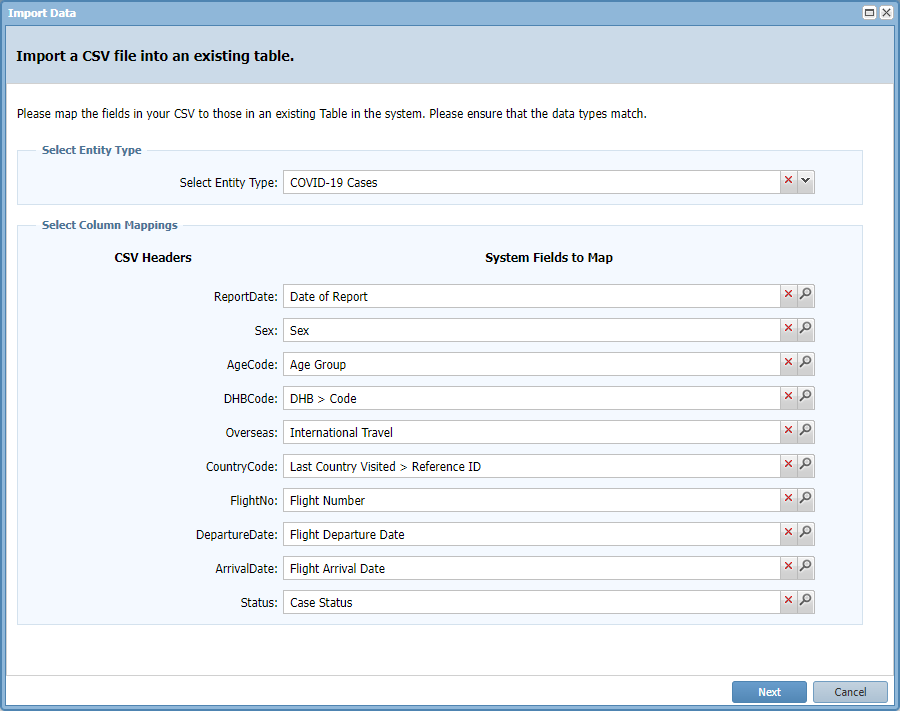 Import Data
Import a CSV file into an existing table.
Please map the fields in your CSV to those in an existing Table in the system. Please ensure that the data types match.
Select Entity Type
Select Entity Type: COVID-19 Cases
Select Column Mappings
CSV Headers System Fields to Map
ReportDate: Date of Report
Sex: Sex
AgeCode: Age Group
DHBCode: DHB > Code
Overseas: International Travel
CountryCode: Last Country Visited > Reference ID
FlightNo: Flight Number
DepartureDate: Flight Departure Date
ArrivalDate: Flight Arrival Date
Status: Case Status
Next Cancel